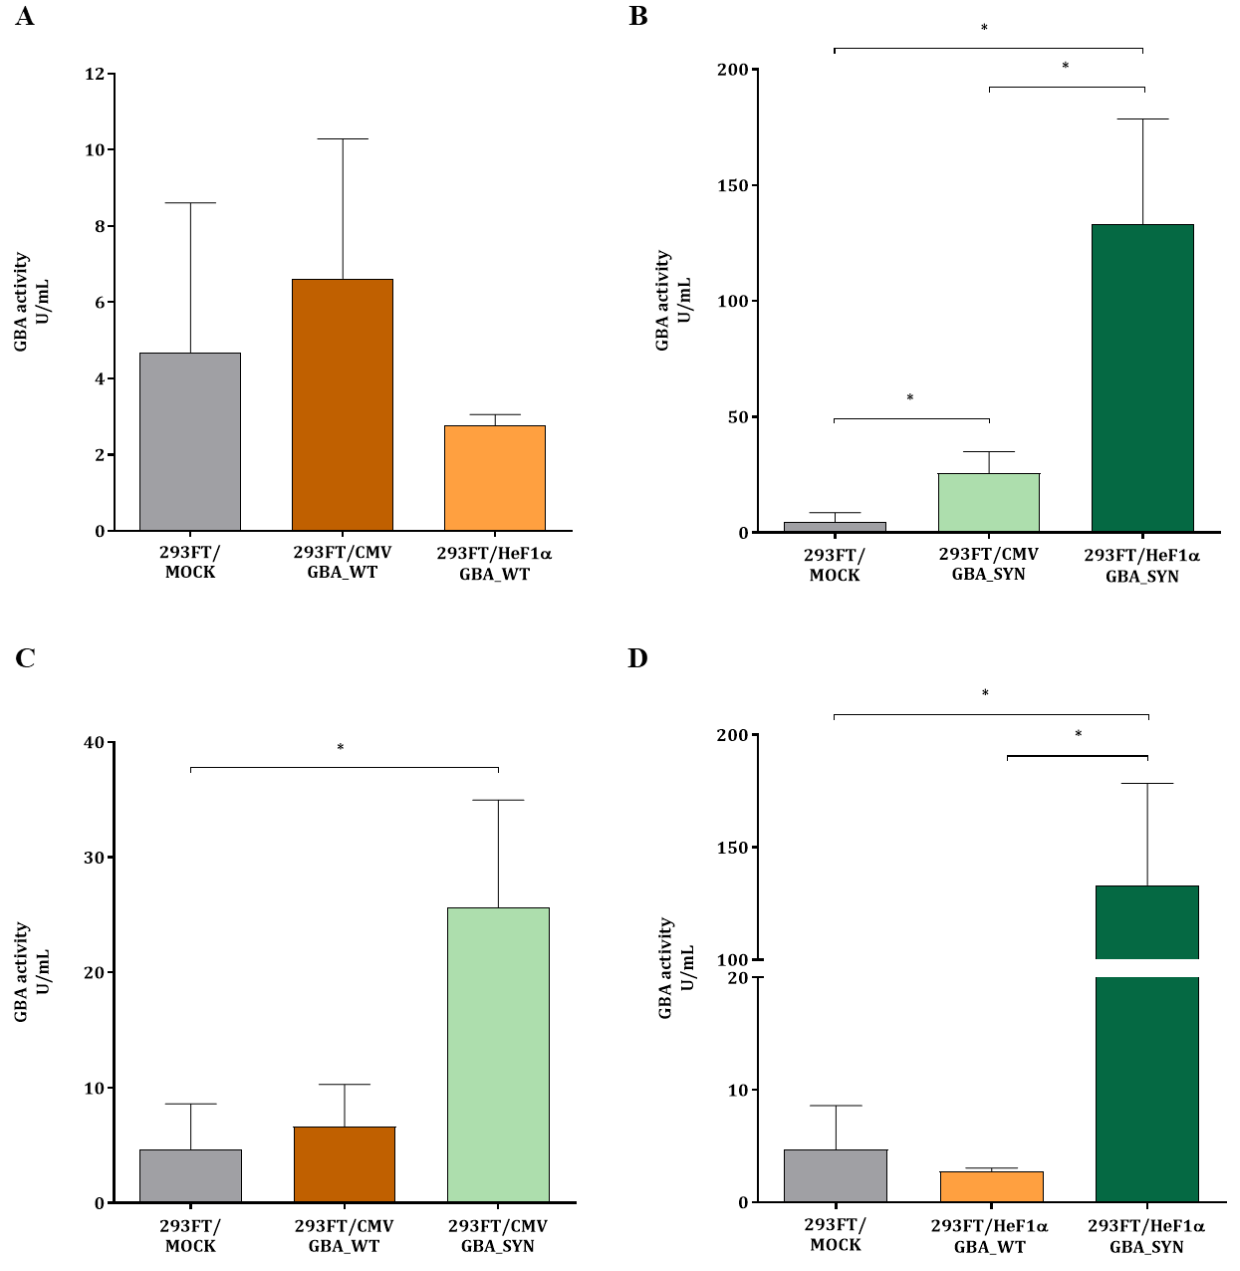 A
12
10
8
6
4
2
0
GBA activity
U/mL
293FT/
MOCK
293FT/CMV
GBA_WT
293FT/HeF1α
GBA_WT
B
*
*
*
200
150
100
50
0
GBA activity
U/mL
293FT/
MOCK
293FT/CMV
GBA_SYN
293FT/HeF1α
GBA_SYN
C
*
40
30
20
10
0
GBA activity
U/mL
293FT/
MOCK
293FT/CMV
GBA_WT
293FT/CMV
GBA_SYN
D
*
*
200
150
100
20
10
0
GBA activity
U/mL
293FT/
MOCK
293FT/HeF1α
GBA_WT
293FT/HeF1α
GBA_SYN